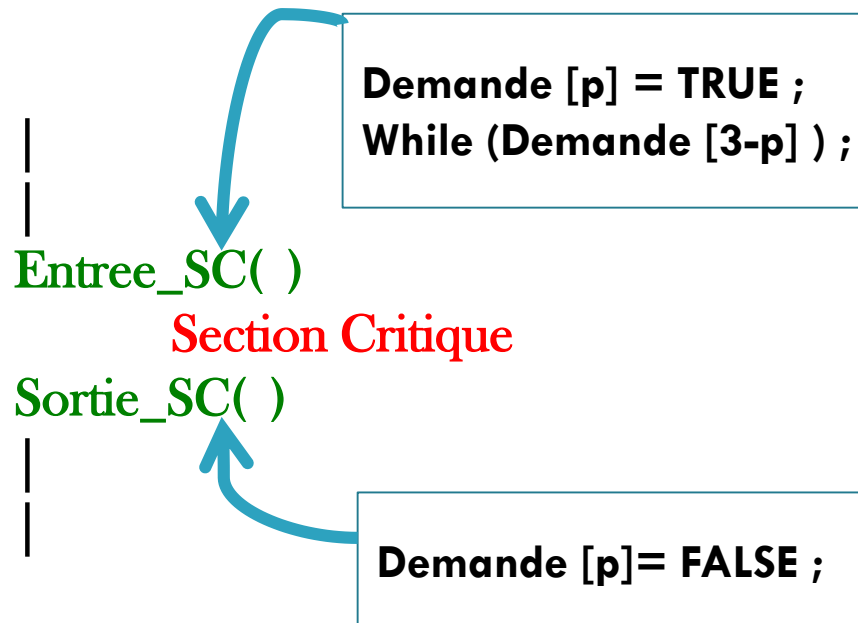 Demande [p] = TRUE ;
While (Demande [3-p] ) ;
Entree_SC( )
Section Critique
Sortie_SC( )
Demande [p]= FALSE ;